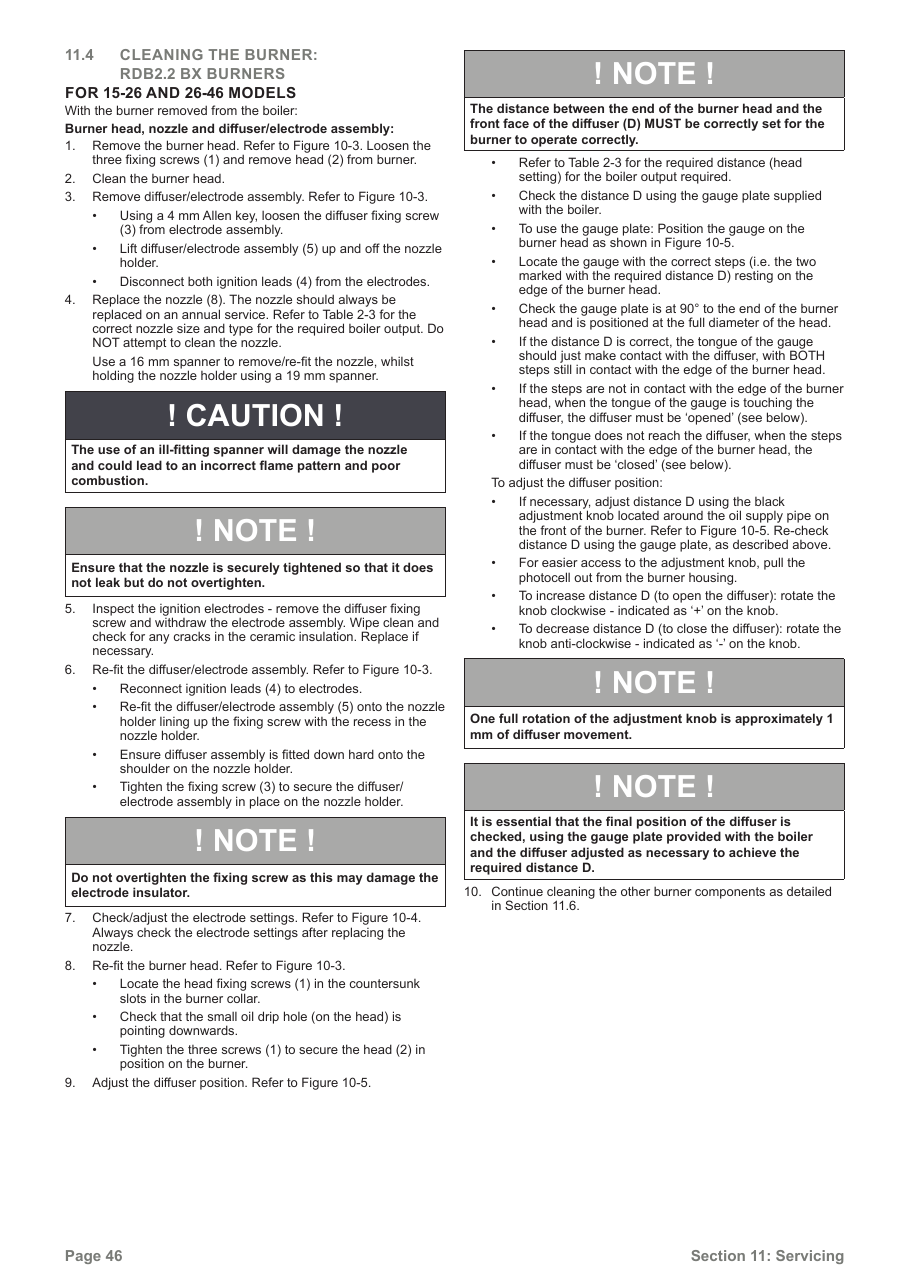 11.4 CLEANING THE BURNER:
RDB2.2 BX BURNERS
FOR 15-26 AND 26-46 MODELS
With the burner removed from the boiler:
Burner head, nozzle and diffuser/electrode assembly:
1. Remove the burner head. Refer to Figure 10-3. Loosen the
three fixing screws (1) and remove head (2) from burner.
2. Clean the burner head.
3. Remove diffuser/electrode assembly. Refer to Figure 10-3.
• Using a 4 mm Allen key, loosen the diffuser fixing screw
(3) from electrode assembly.
• Lift diffuser/electrode assembly (5) up and off the nozzle
holder.
• Disconnect both ignition leads (4) from the electrodes.
4. Replace the nozzle (8). The nozzle should always be
replaced on an annual service. Refer to Table 2-3 for the
correct nozzle size and type for the required boiler output. Do
NOT attempt to clean the nozzle.
Use a 16 mm spanner to remove/re-fit the nozzle, whilst
holding the nozzle holder using a 19 mm spanner.
! CAUTION !
The use of an ill-fitting spanner will damage the nozzle
and could lead to an incorrect flame pattern and poor
combustion.
! NOTE !
Ensure that the nozzle is securely tightened so that it does
not leak but do not overtighten.
5. Inspect the ignition electrodes - remove the diffuser fixing
screw and withdraw the electrode assembly. Wipe clean and
check for any cracks in the ceramic insulation. Replace if
necessary.
6. Re-fit the diffuser/electrode assembly. Refer to Figure 10-3.
• Reconnect ignition leads (4) to electrodes.
• Re-fit the diffuser/electrode assembly (5) onto the nozzle
holder lining up the fixing screw with the recess in the
nozzle holder.
• Ensure diffuser assembly is fitted down hard onto the
shoulder on the nozzle holder.
• Tighten the fixing screw (3) to secure the diffuser/
electrode assembly in place on the nozzle holder.
! NOTE !
Do not overtighten the fixing screw as this may damage the
electrode insulator.
7. Check/adjust the electrode settings. Refer to Figure 10-4.
Always check the electrode settings after replacing the
nozzle.
8. Re-fit the burner head. Refer to Figure 10-3.
• Locate the head fixing screws (1) in the countersunk
slots in the burner collar.
• Check that the small oil drip hole (on the head) is
pointing downwards.
• Tighten the three screws (1) to secure the head (2) in
position on the burner.
9. Adjust the diffuser position. Refer to Figure 10-5.
! NOTE !
The distance between the end of the burner head and the
front face of the diffuser (D) MUST be correctly set for the
burner to operate correctly.
• Refer to Table 2-3 for the required distance (head
setting) for the boiler output required.
• Check the distance D using the gauge plate supplied
with the boiler.
• To use the gauge plate: Position the gauge on the
burner head as shown in Figure 10-5.
• Locate the gauge with the correct steps (i.e. the two
marked with the required distance D) resting on the
edge of the burner head.
• Check the gauge plate is at 90° to the end of the burner
head and is positioned at the full diameter of the head.
• If the distance D is correct, the tongue of the gauge
should just make contact with the diffuser, with BOTH
steps still in contact with the edge of the burner head.
• If the steps are not in contact with the edge of the burner
head, when the tongue of the gauge is touching the
diffuser, the diffuser must be ‘opened’ (see below).
• If the tongue does not reach the diffuser, when the steps
are in contact with the edge of the burner head, the
diffuser must be ‘closed’ (see below).
To adjust the diffuser position:
• If necessary, adjust distance D using the black
adjustment knob located around the oil supply pipe on
the front of the burner. Refer to Figure 10-5. Re-check
distance D using the gauge plate, as described above.
• For easier access to the adjustment knob, pull the
photocell out from the burner housing.
• To increase distance D (to open the diffuser): rotate the
knob clockwise - indicated as ‘+’ on the knob.
• To decrease distance D (to close the diffuser): rotate the
knob anti-clockwise - indicated as ‘-’ on the knob.
! NOTE !
One full rotation of the adjustment knob is approximately 1
mm of diffuser movement.
! NOTE !
It is essential that the final position of the diffuser is
checked, using the gauge plate provided with the boiler
and the diffuser adjusted as necessary to achieve the
required distance D.
10. Continue cleaning the other burner components as detailed
in Section 11.6.
Page 46
Section 11: Servicing